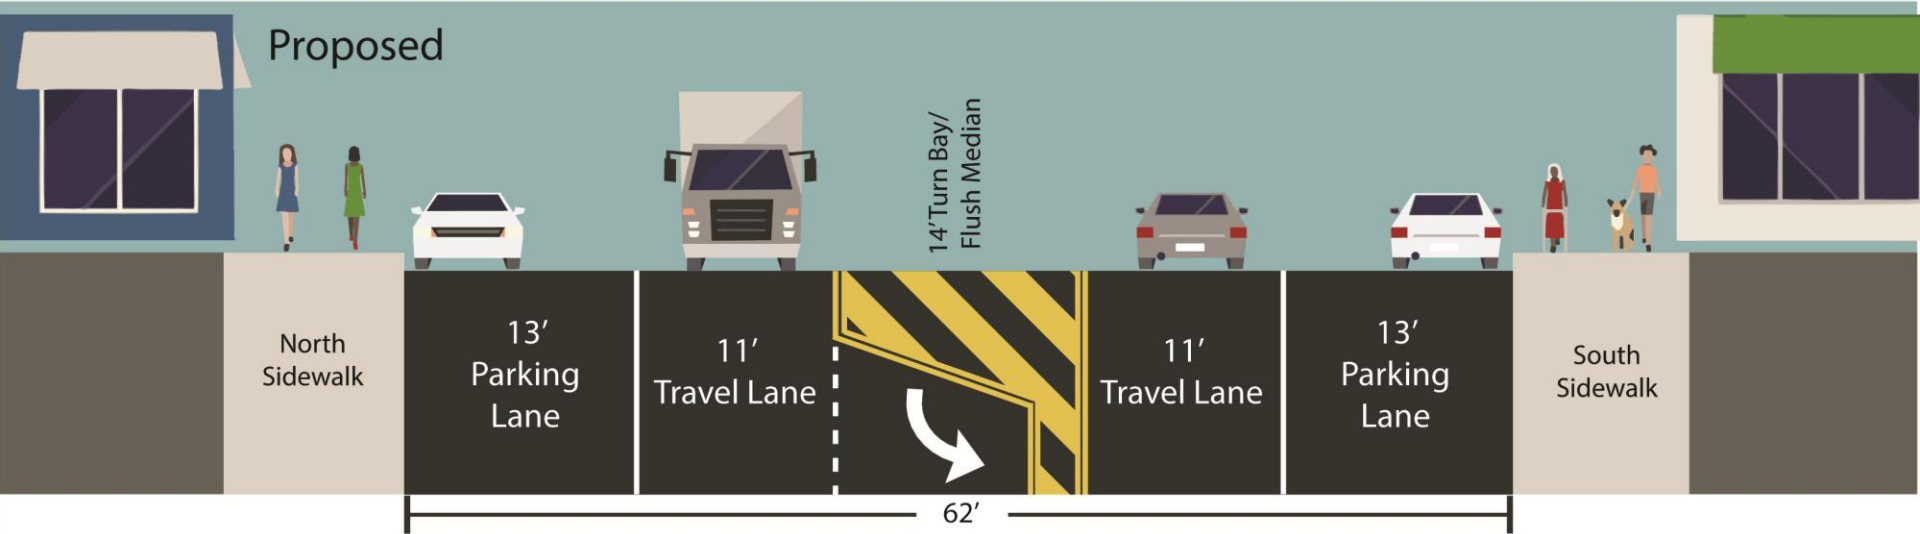 Proposed
14' Turn Bay/
Flush Median
North
Sidewalk
13'
Parking
Lane
11'
Travel Lane
11'
Travel Lane
13'
Parking
Lane
South
Sidewalk
62'